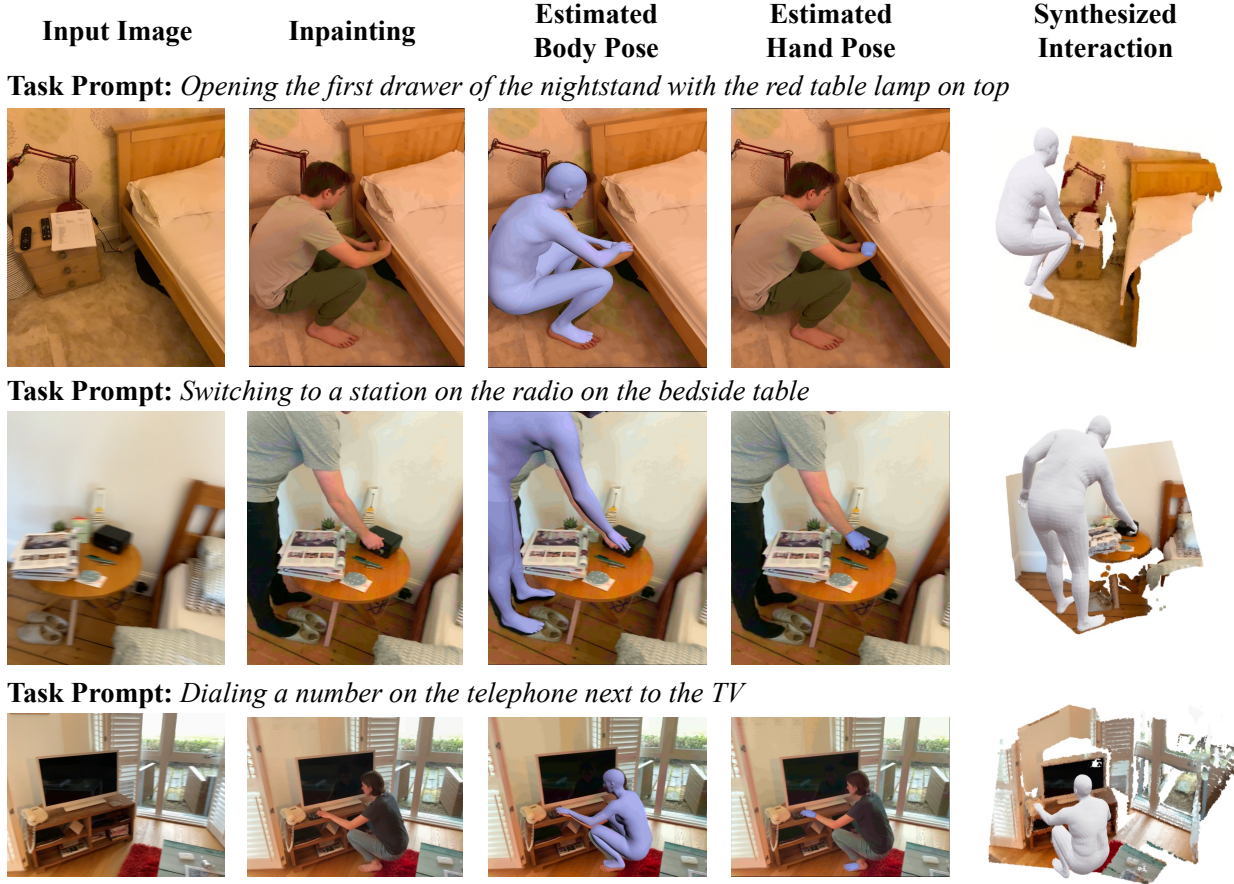 Input Image
Inpainting
Estimated
Body Pose
Estimated
Hand Pose
Synthesized
Interaction
Task Prompt: Opening the first drawer of the nightstand with the red table lamp on top
Task Prompt: Switching to a station on the radio on the bedside table
Task Prompt: Dialing a number on the telephone next to the TV